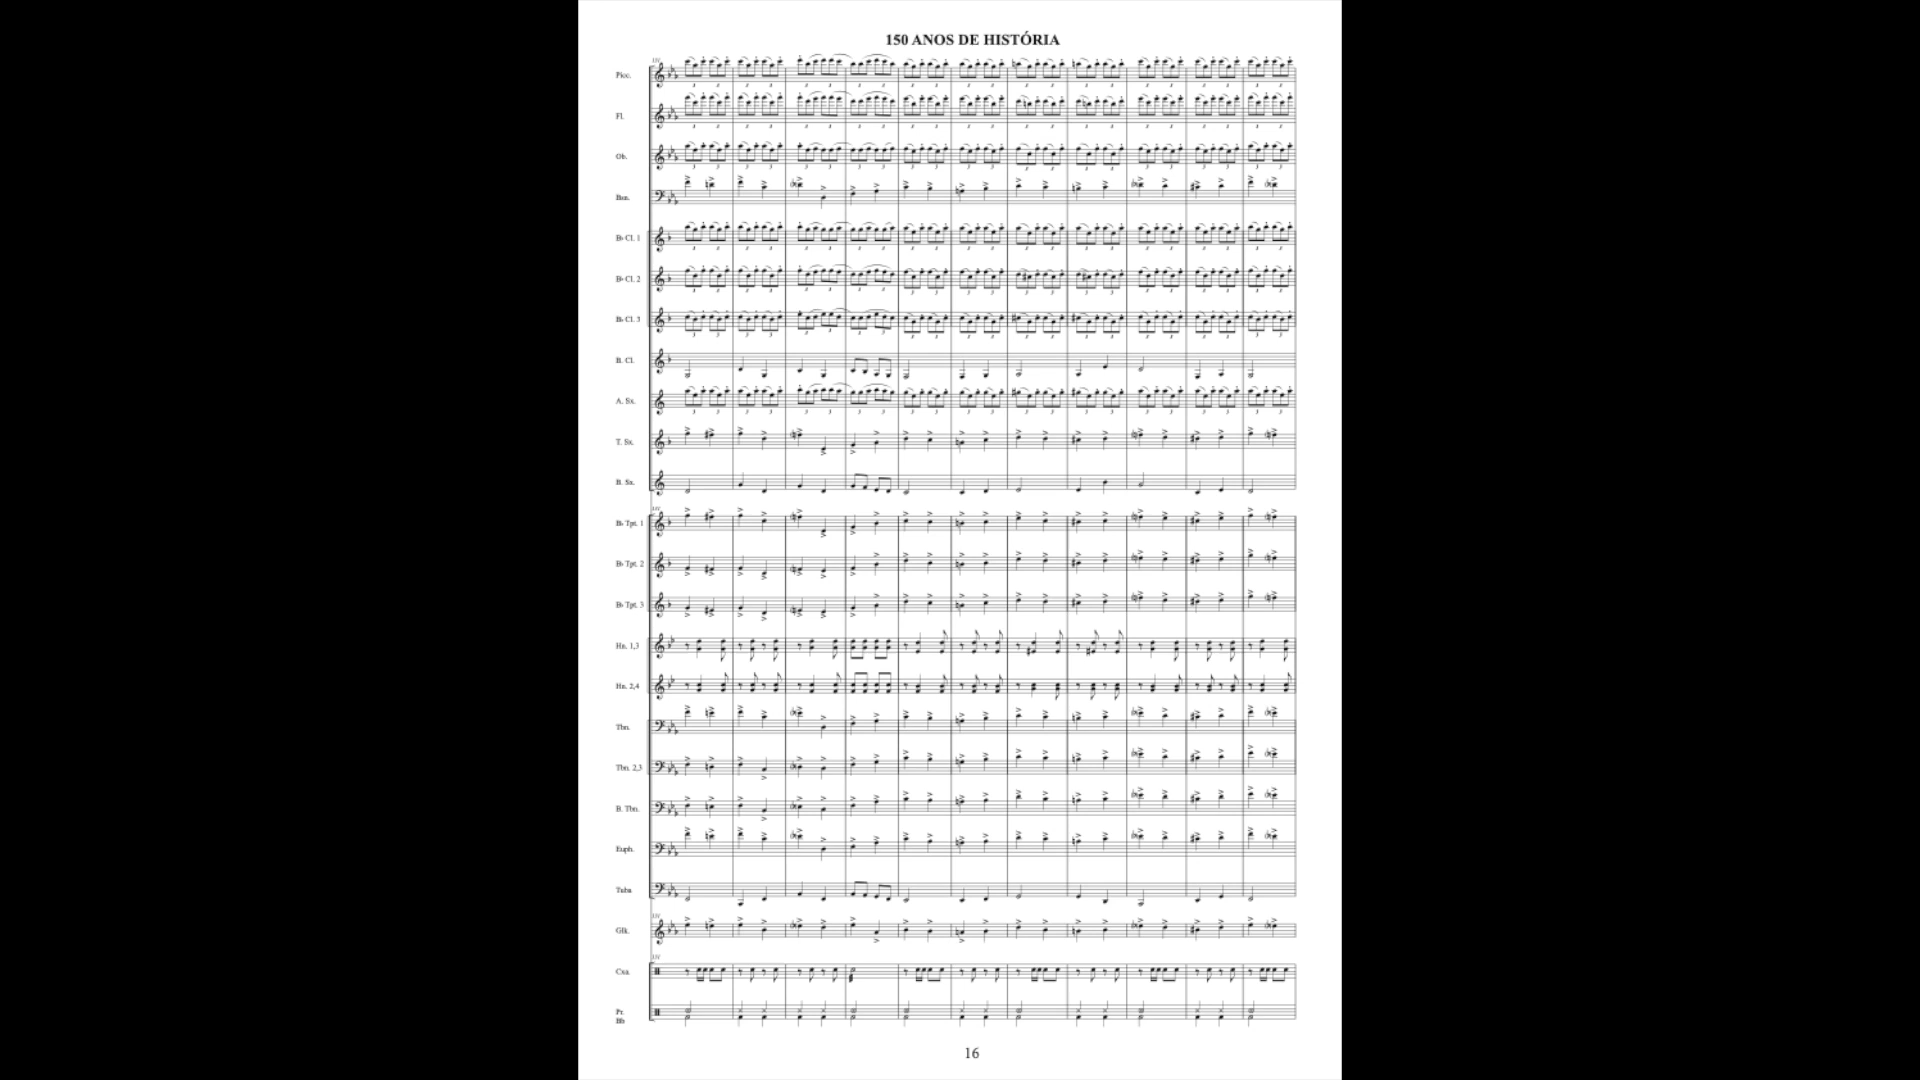 150 ANOS DE HISTÓRIA
Picc.
Fl.
Ob.
Bsn.
B♭ Cl. 1
B♭ Cl. 2
B♭ Cl. 3
B. Cl.
A. Sx.
T. Sx.
B. Sx.
B♭ Tpt. 1
B♭ Tpt. 2
B♭ Tpt. 3
Hn. 1,3
Hn. 2,4
Tbn.
Tbn. 2,3
B. Tbn.
Euph.
Tuba
Glk.
Cxa.
Pr.
Bb
16